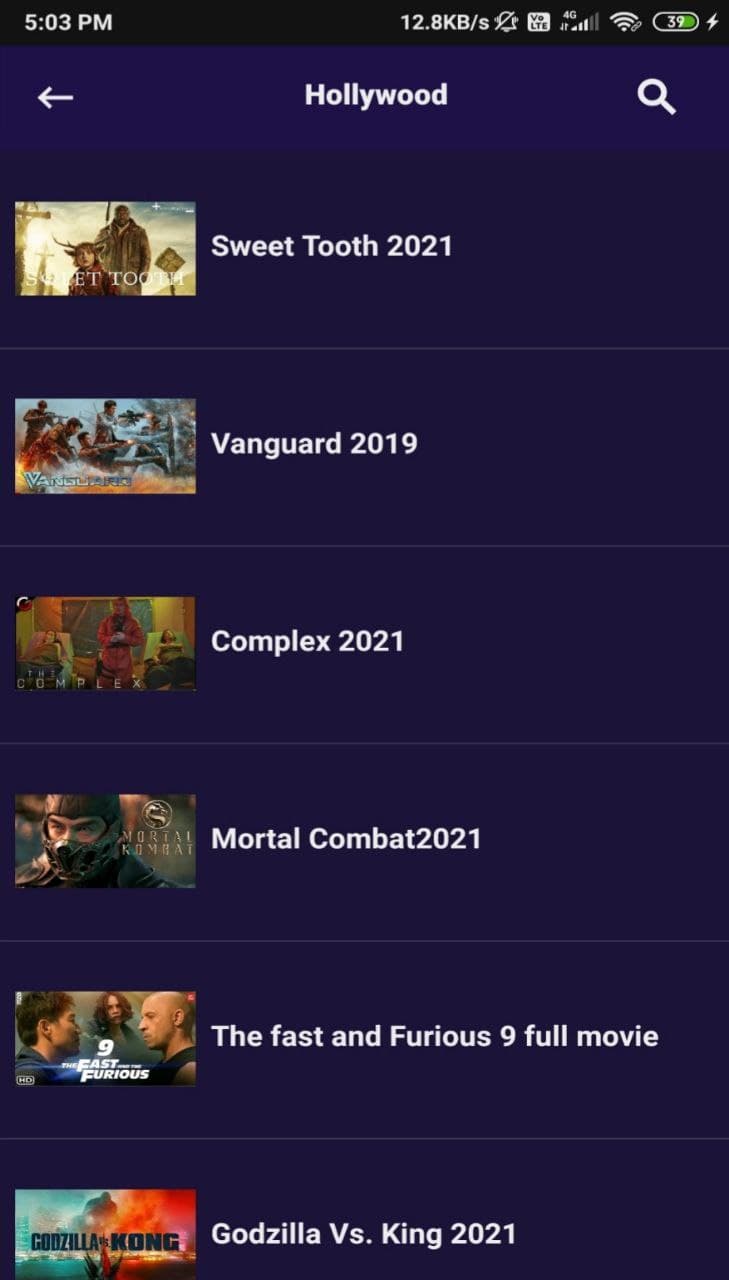 5:03 PM 12.8KB/s Vo LTE 4G 39
Hollywood
SWEET TOOTH
Sweet Tooth 2021
VANGUARD
Vanguard 2019
THE
COMPLEX
Complex 2021
MORTAL
KOMBAT
Mortal Combat2021
9
THE FAST AND THE
FURIOUS
HD
The fast and Furious 9 full movie
GODZILLA VS. KONG
Godzilla Vs. King 2021